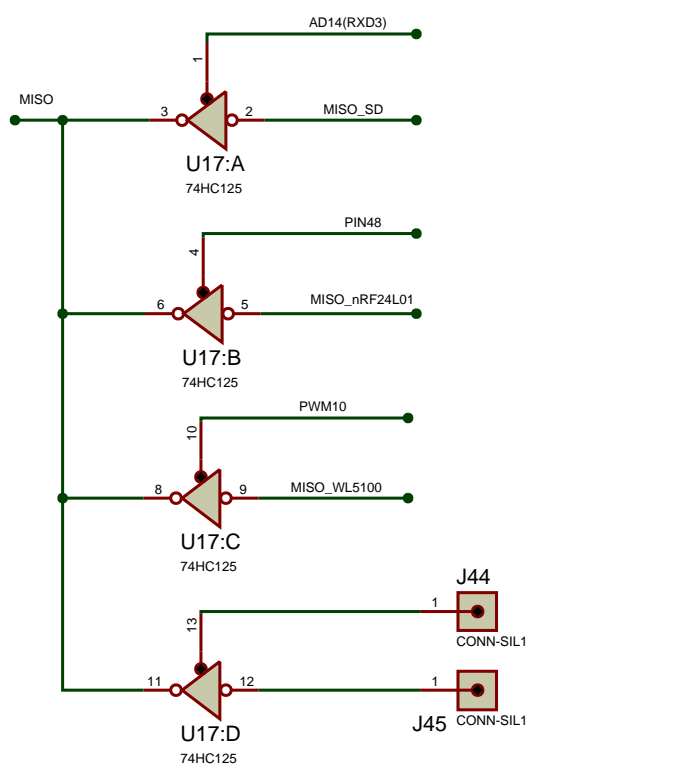 AD14(RXD3)
1
MISO
3
2
MISO_SD
U17:A
74HC125
PIN48
4
6
5
MISO_nRF24L01
U17:B
74HC125
PWM10
10
8
9
MISO_WL5100
U17:C
74HC125
J44
1
CONN-SIL1
13
11
12
1
J45
CONN-SIL1
U17:D
74HC125